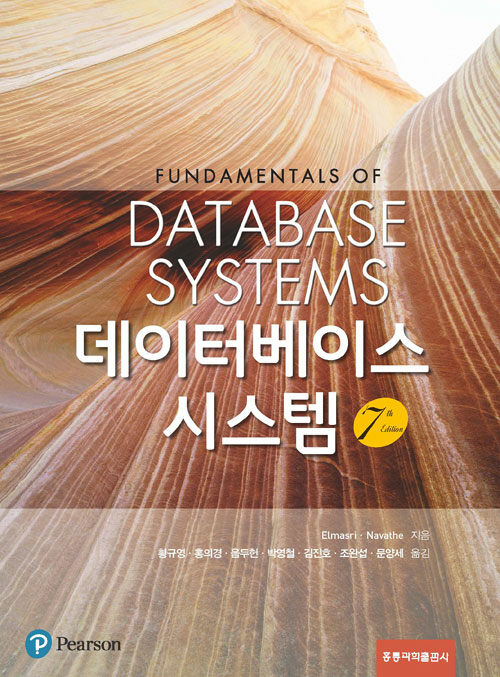 FUNDAMENTALS OF
DATABASE
SYSTEMS
데이터베이스
시스템
7th Edition
Elmasri · Navathe 지음
황규영 · 홍의경 · 음두헌 · 박영철 · 김진호 · 조완섭 · 문양세 옮김
Pearson
홍릉과학출판사